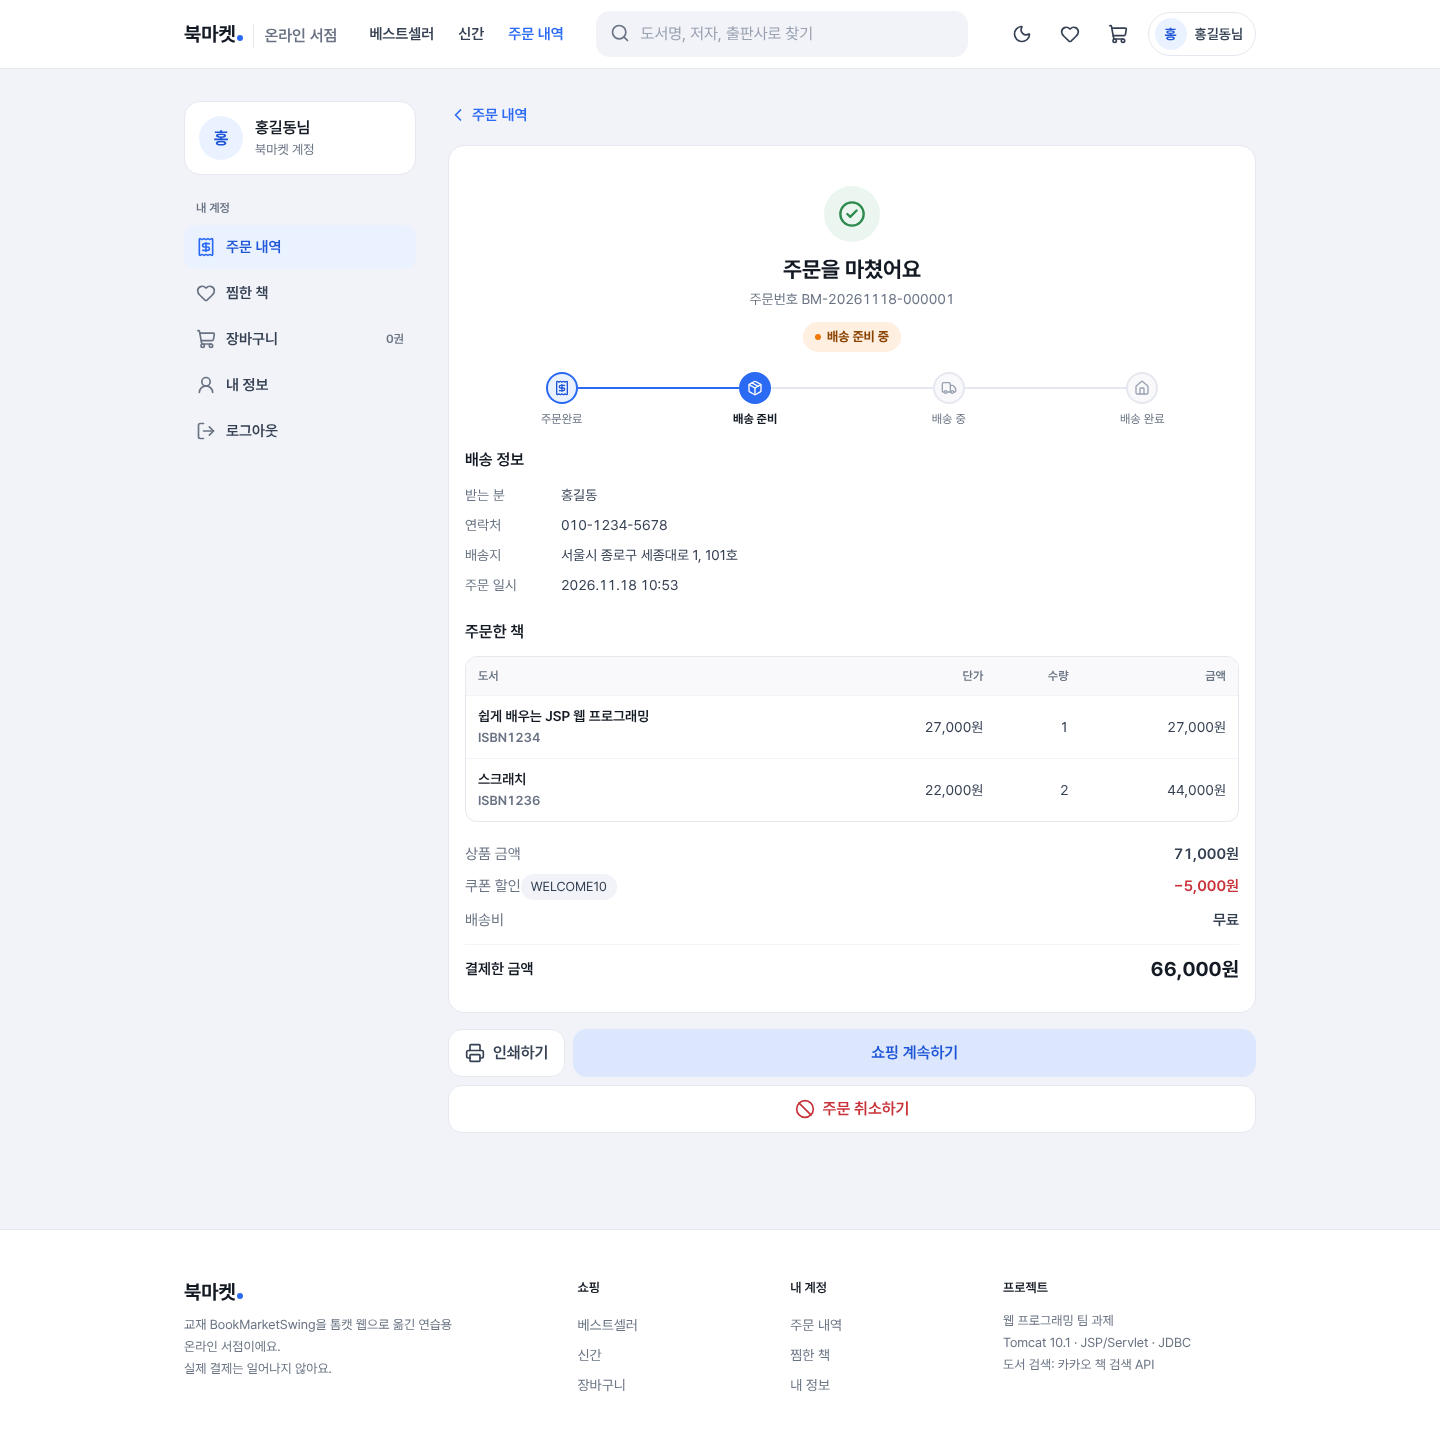 북마켓
온라인 서점
베스트셀러
신간
주문 내역
도서명, 저자, 출판사로 찾기
홍
홍길동님
홍
홍길동님
북마켓 계정
내 계정
주문 내역
찜한 책
장바구니
0권
내 정보
로그아웃
주문 내역
주문을 마쳤어요
주문번호 BM-20261118-000001
배송 준비 중
주문완료
배송 준비
배송 중
배송 완료
배송 정보
받는 분
홍길동
연락처
010-1234-5678
배송지
서울시 종로구 세종대로 1, 101호
주문 일시
2026.11.18 10:53
주문한 책
도서
단가
수량
금액
쉽게 배우는 JSP 웹 프로그래밍
ISBN1234
27,000원
1
27,000원
스크래치
ISBN1236
22,000원
2
44,000원
상품 금액
71,000원
쿠폰 할인
WELCOME10
−5,000원
배송비
무료
결제한 금액
66,000원
인쇄하기
쇼핑 계속하기
주문 취소하기
북마켓
교재 BookMarketSwing을 톰캣 웹으로 옮긴 연습용
온라인 서점이에요.
실제 결제는 일어나지 않아요.
쇼핑
베스트셀러
신간
장바구니
내 계정
주문 내역
찜한 책
내 정보
프로젝트
웹 프로그래밍 팀 과제
Tomcat 10.1 · JSP/Servlet · JDBC
도서 검색: 카카오 책 검색 API